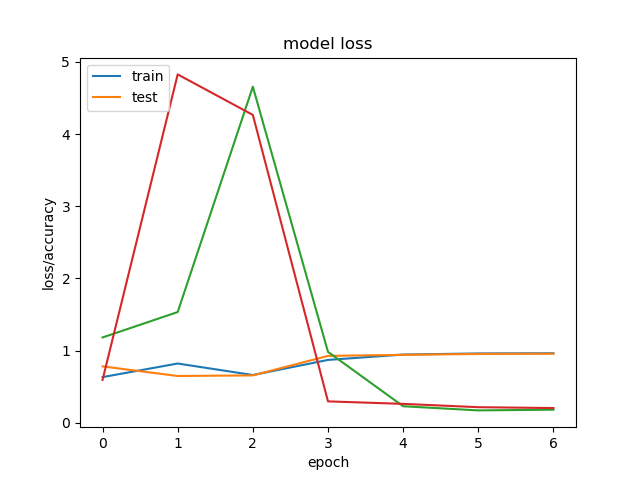 model loss
train
test
loss/accuracy
5
4
3
2
1
0
0 1 2 3 4 5 6
epoch